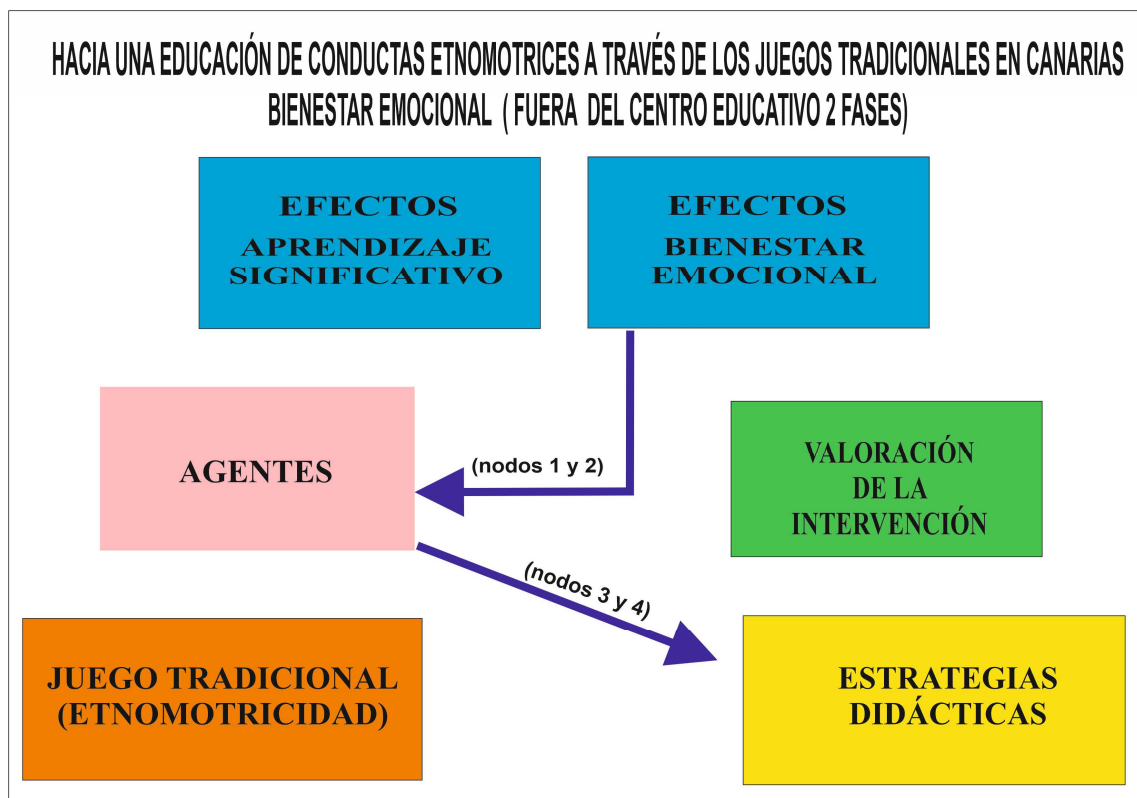 HACIA UNA EDUCACIÓN DE CONDUCTAS ETNOMOTRICES A TRAVÉS DE LOS JUEGOS TRADICIONALES EN CANARIAS
BIENESTAR EMOCIONAL ( FUERA DEL CENTRO EDUCATIVO 2 FASES)
EFECTOS
APRENDIZAJE
SIGNIFICATIVO
EFECTOS
BIENESTAR
EMOCIONAL
AGENTES
(nodos 1 y 2)
VALORACIÓN
DE LA
INTERVENCIÓN
(nodos 3 y 4)
JUEGO TRADICIONAL
(ETNOMOTRICIDAD)
ESTRATEGIAS
DIDÁCTICAS